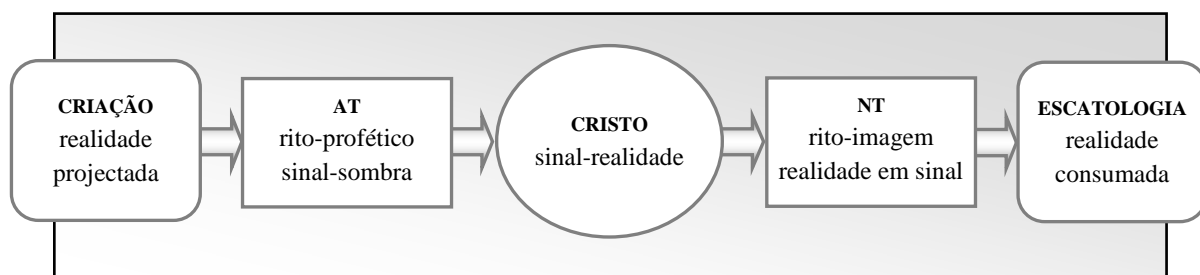 CRIAÇÃO
realidade
projectada
AT
rito-profético
sinal-sombra
CRISTO
sinal-realidade
NT
rito-imagem
realidade em sinal
ESCATOLOGIA
realidade
consumada